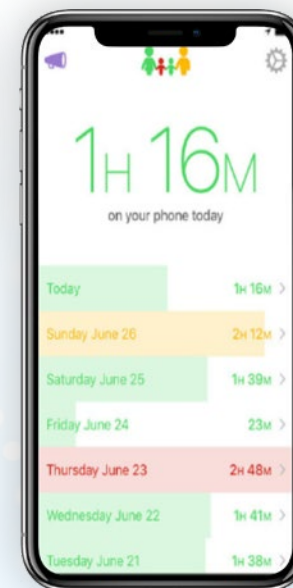 1H 16M
on your phone today
Today 1H 16M
Sunday June 26 2H 12M
Saturday June 25 1H 39M
Friday June 24 23M
Thursday June 23 2H 48M
Wednesday June 22 1H 41M
Tuesday June 21 1H 38M